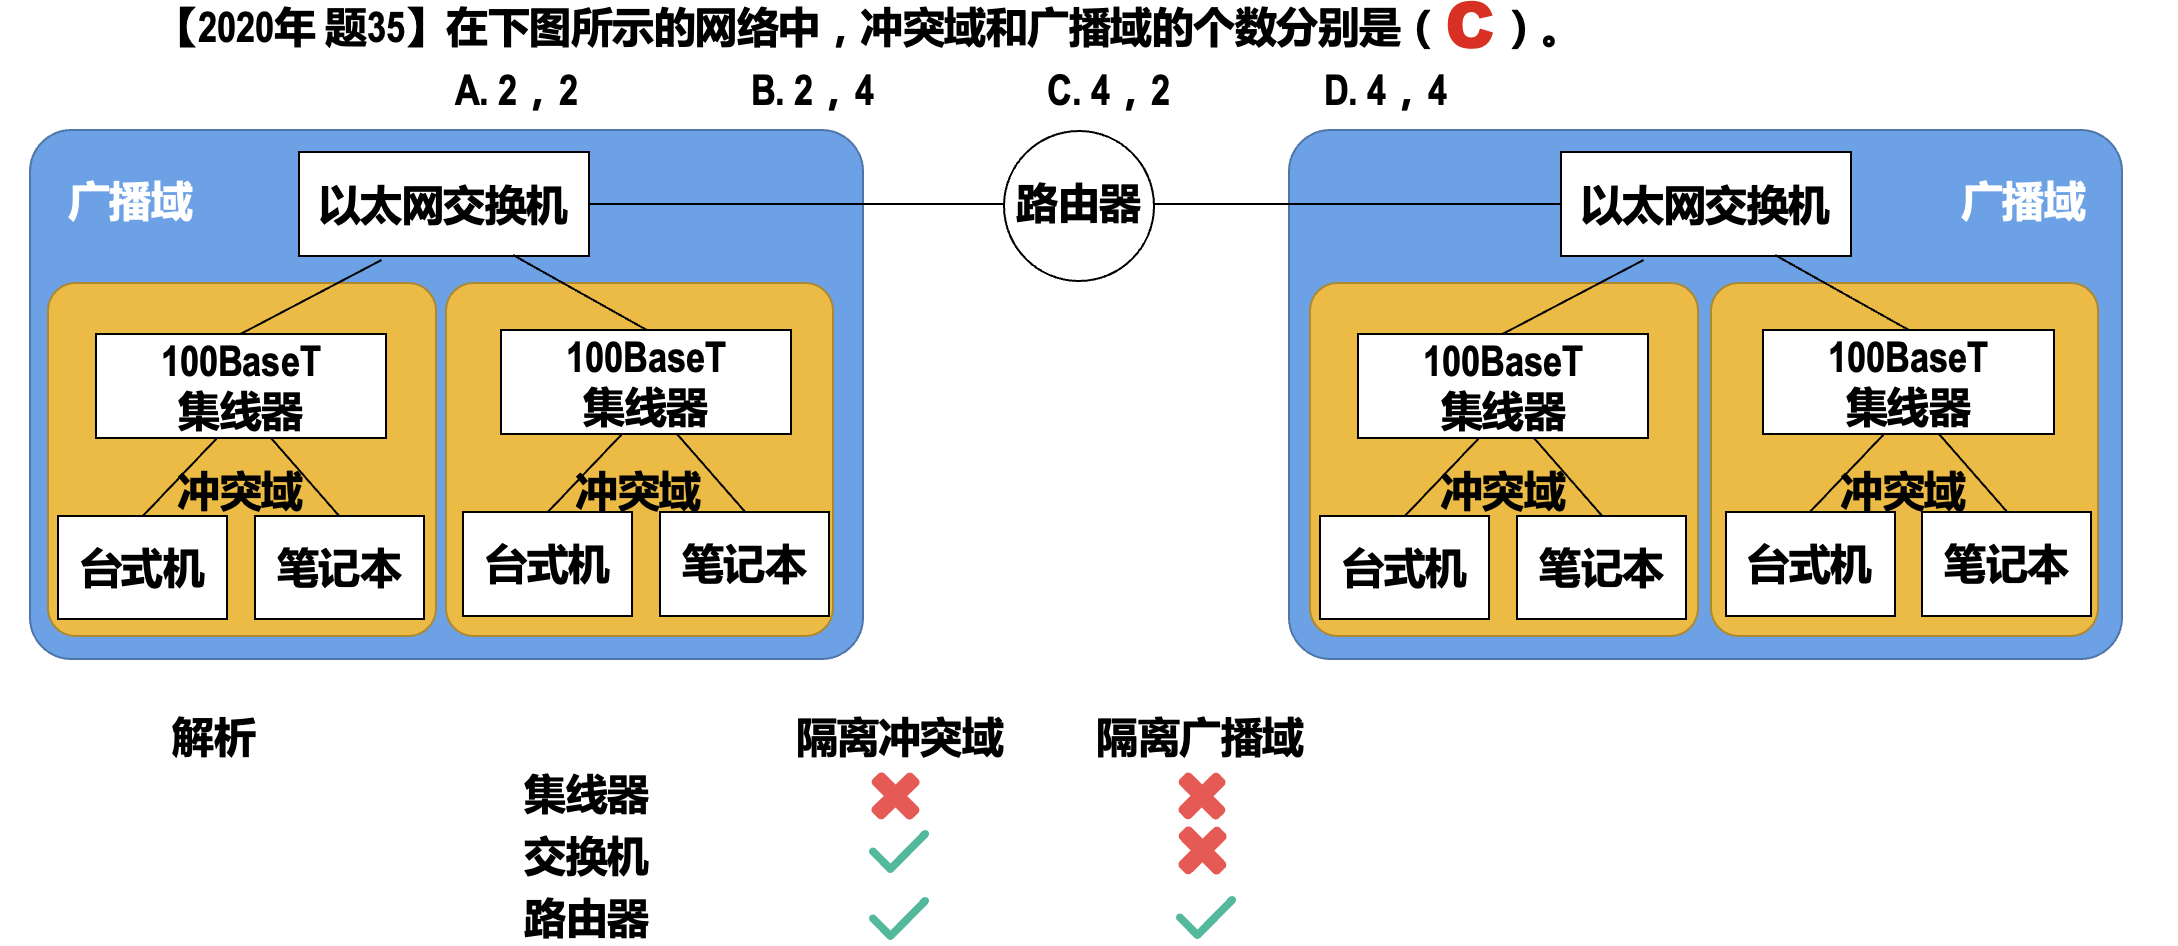 【2020年 题35】在下图所示的网络中，冲突域和广播域的个数分别是（ C ）。
A. 2，2 B. 2，4 C. 4，2 D. 4，4
广播域 以太网交换机 路由器 以太网交换机 广播域
100BaseT 集线器
100BaseT 集线器
100BaseT 集线器
100BaseT 集线器
冲突域 冲突域 冲突域 冲突域
台式机 笔记本 台式机 笔记本 台式机 笔记本 台式机 笔记本
解析 隔离冲突域 隔离广播域
集线器
交换机
路由器